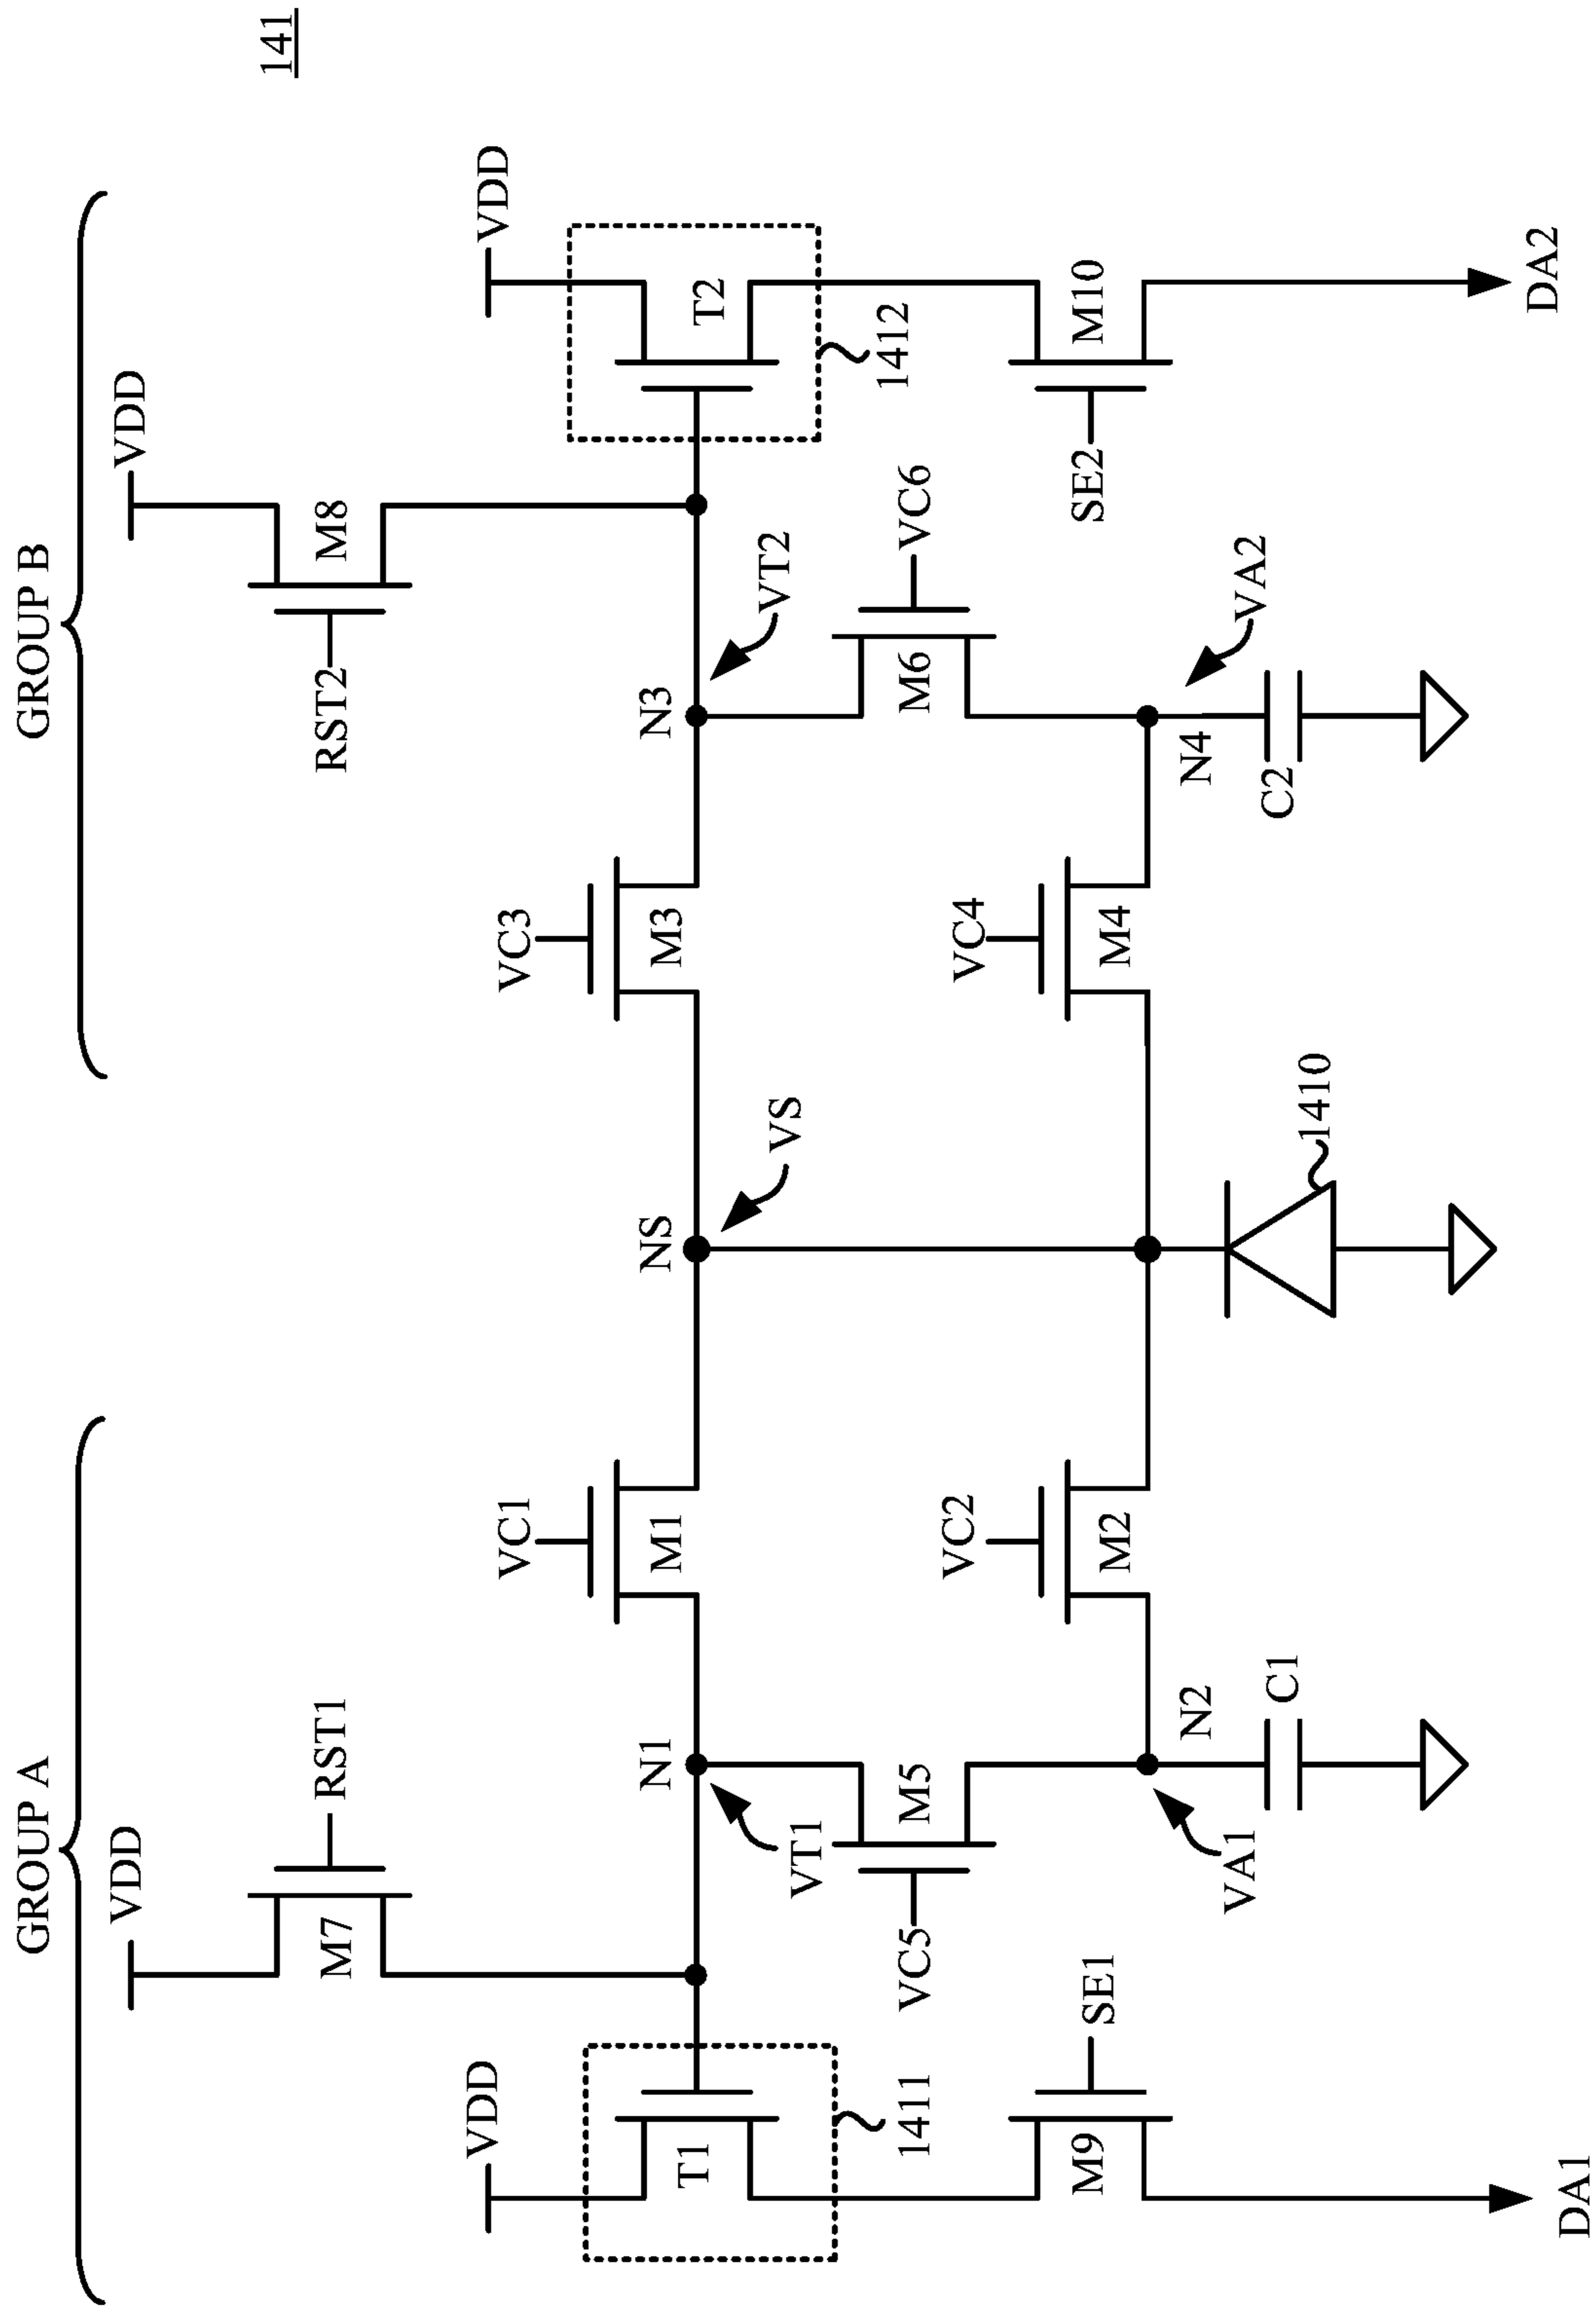 141
GROUP A
GROUP B
VDD
RST1
M7
RST2
M8
VDD
VDD
T1
1411
N1
VT1
VC1
M1
NS
VS
VC3
M3
N3
VT2
VDD
T2
1412
VC5
M5
VC2
M2
VC4
M4
M6
VC6
SE1
M9
SE2
M10
VA1
N2
C1
1410
N4
C2
VA2
DA1
DA2